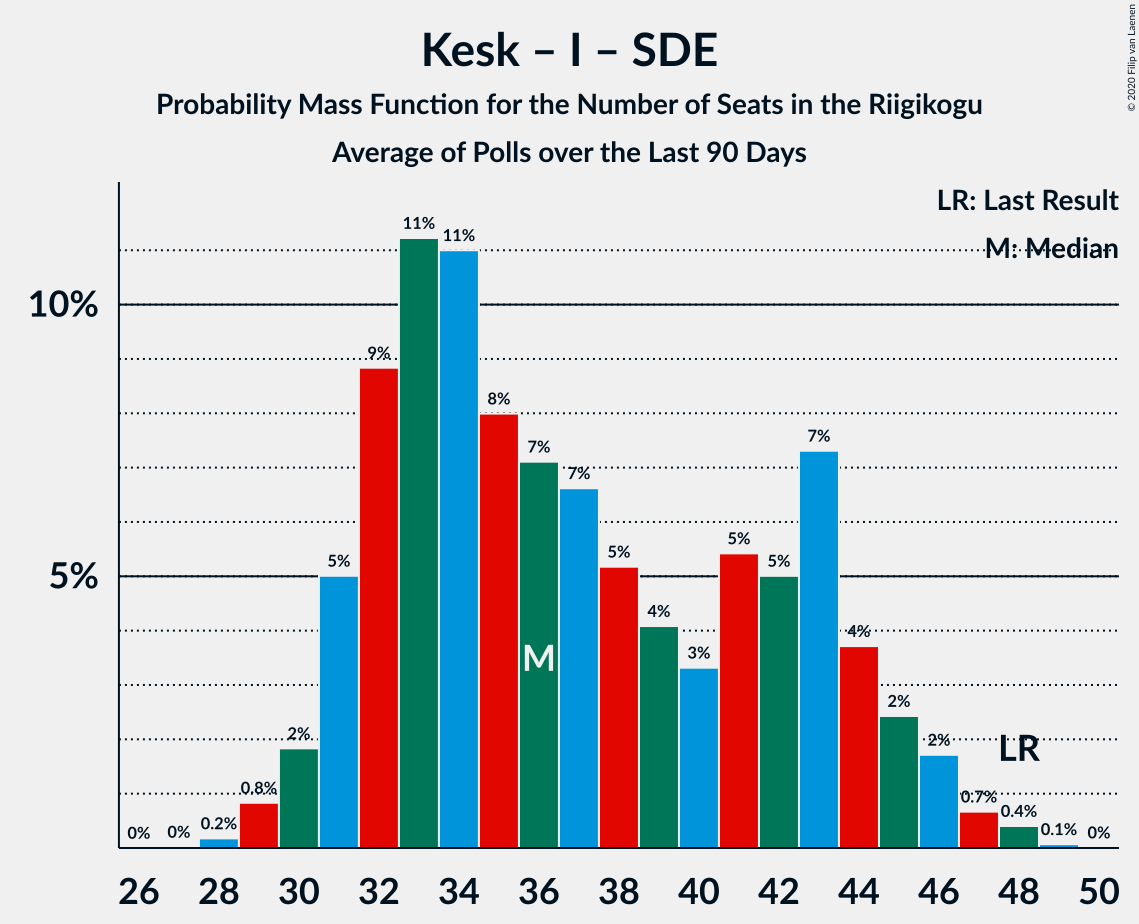 Kesk – I – SDE
Probability Mass Function for the Number of Seats in the Riigikogu
Average of Polls over the Last 90 Days
© 2020 Filip van Laenen
LR: Last Result
M: Median
10%
5%
0% 0% 0.2% 0.8% 2% 5% 9% 11% 11% 8% 7% 7% 5% 4% 3% 5% 5% 7% 4% 2% 2% 0.7% 0.4% 0.1% 0%
M
LR
26 28 30 32 34 36 38 40 42 44 46 48 50